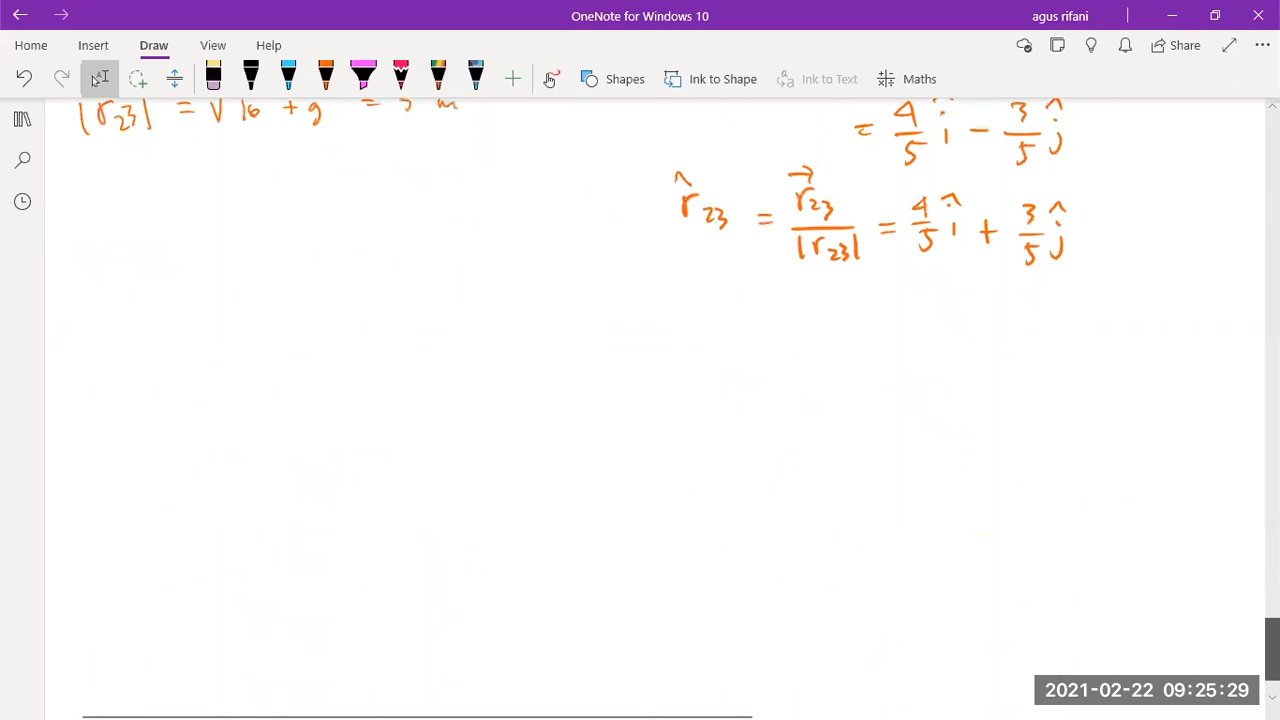 OneNote for Windows 10
agus rifani
Home Insert Draw View Help
Share
Shapes Ink to Shape Ink to Text Maths
|r₂₃| = √16 + 9 = 5 m
= 4/5 î − 3/5 ĵ
r̂₂₃ = r⃗₂₃/|r₂₃| = 4/5 î + 3/5 ĵ
2021-02-22 09:25:29